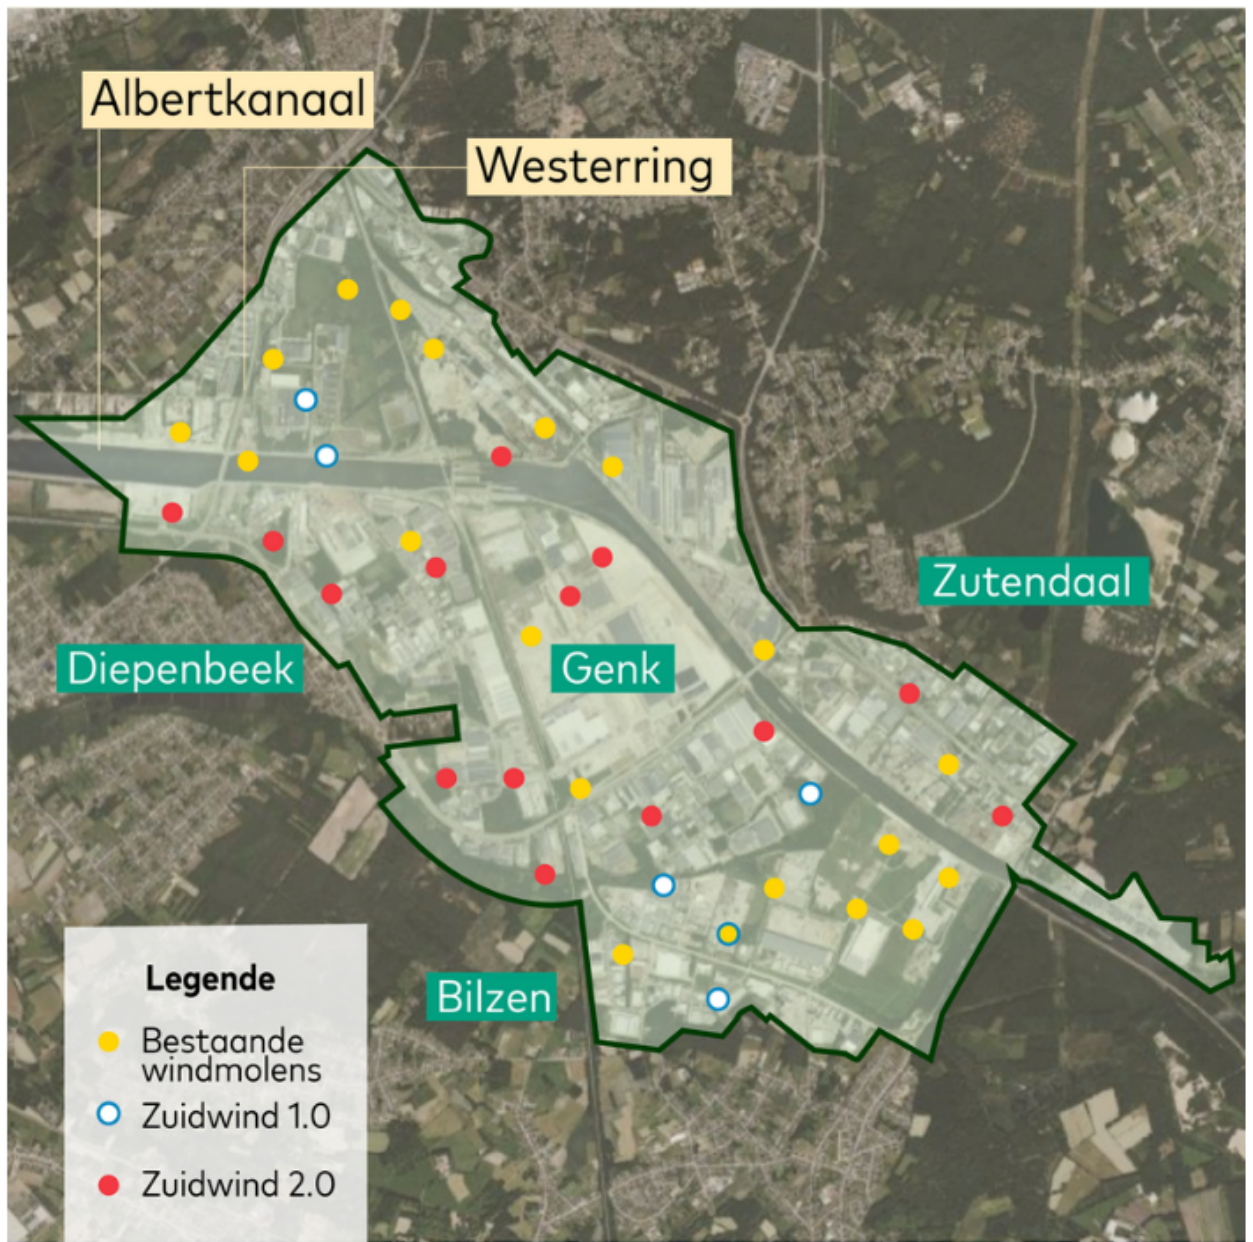 Albertkanaal
Westerring
Zutendaal
Diepenbeek
Genk
Bilzen
Legende
Bestaande
windmolens
Zuidwind 1.0
Zuidwind 2.0